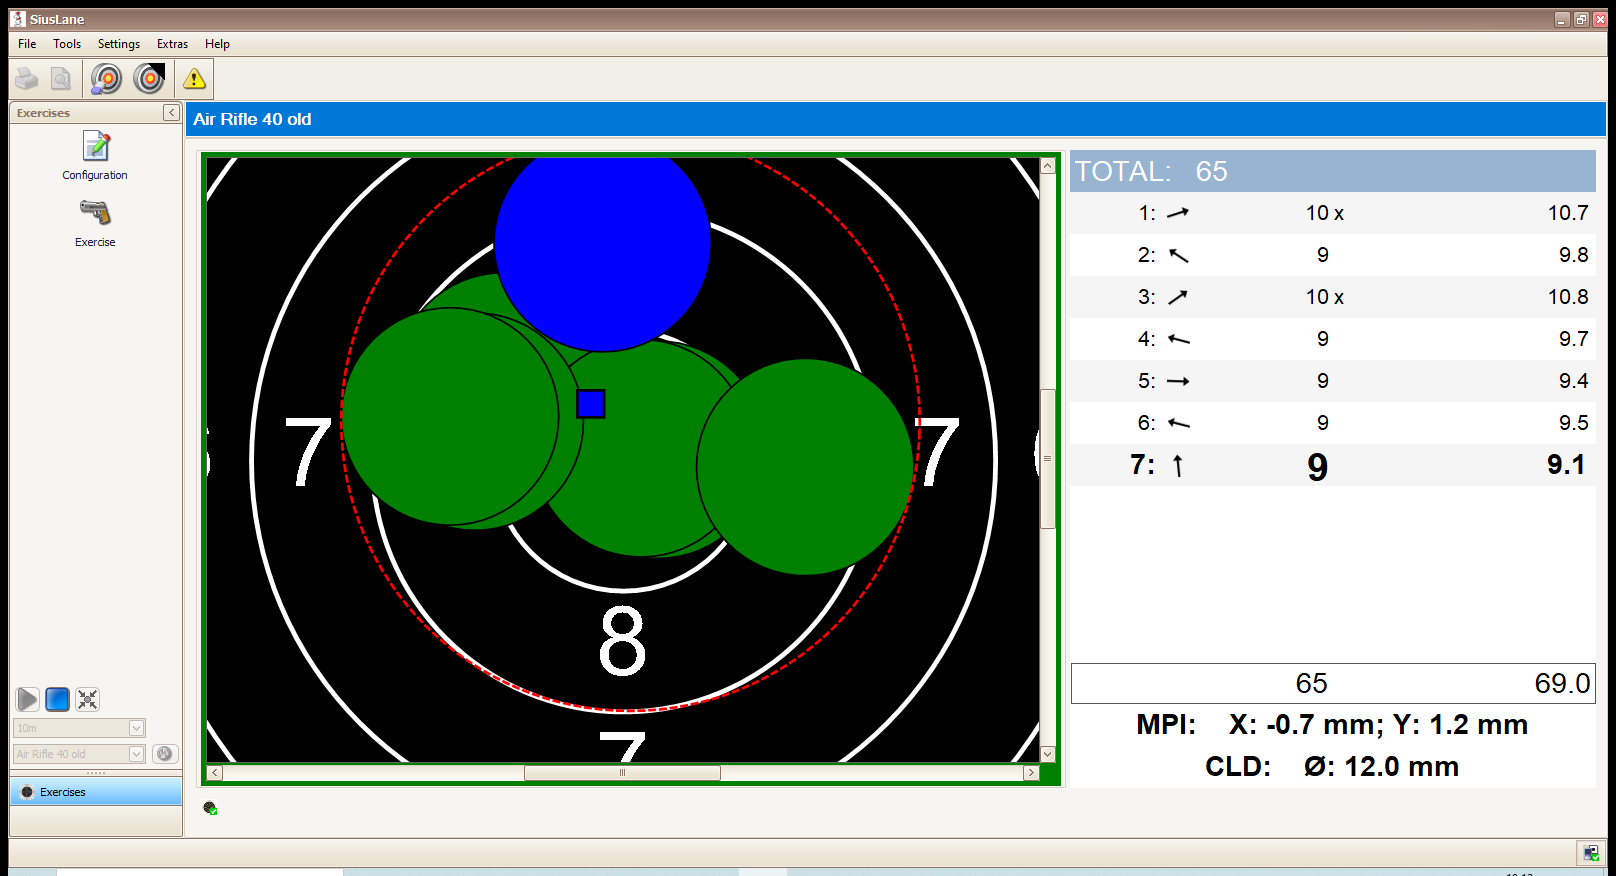 SiusLane
File Tools Settings Extras Help
Exercises
Configuration
Exercise
10m
Air Rifle 40 old
Exercises
Air Rifle 40 old
7 7
8
7
TOTAL: 65
1: 10 x 10.7
2: 9 9.8
3: 10 x 10.8
4: 9 9.7
5: 9 9.4
6: 9 9.5
7: 9 9.1
65 69.0
MPI: X: -0.7 mm; Y: 1.2 mm
CLD: Ø: 12.0 mm